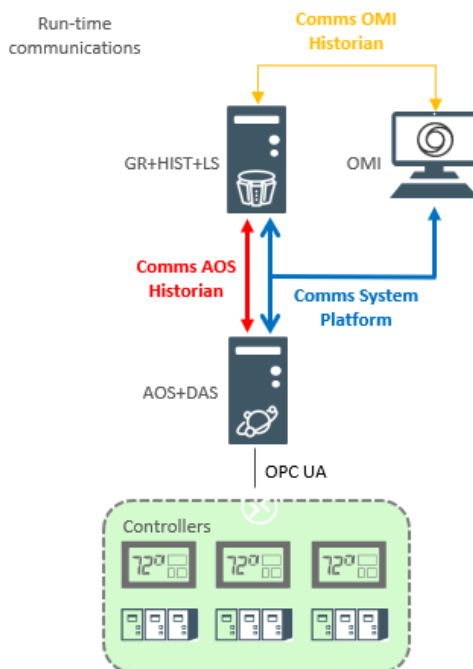 Run-time
communications
Comms OMI
Historian
GR+HIST+LS
OMI
Comms AOS
Historian
Comms System
Platform
AOS+DAS
OPC UA
Controllers
72°
72°
72°